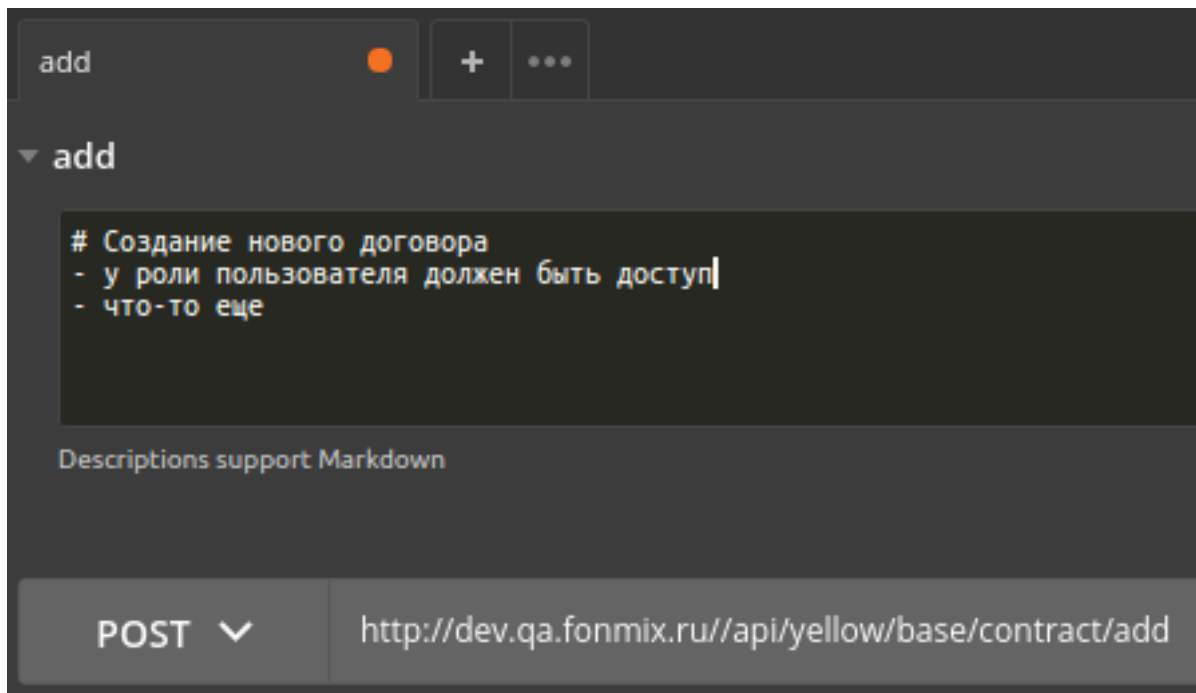 add
+
•••
add
# Создание нового договора
- у роли пользователя должен быть доступ
- что-то еще
Descriptions support Markdown
POST http://dev.qa.fonmix.ru//api/yellow/base/contract/add